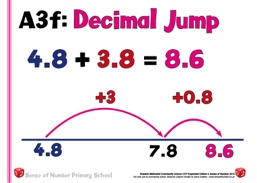 A3f: Decimal Jump
4.8 + 3.8 = 8.6
+3 +0.8
4.8 7.8 8.6
Sense of Number Primary School